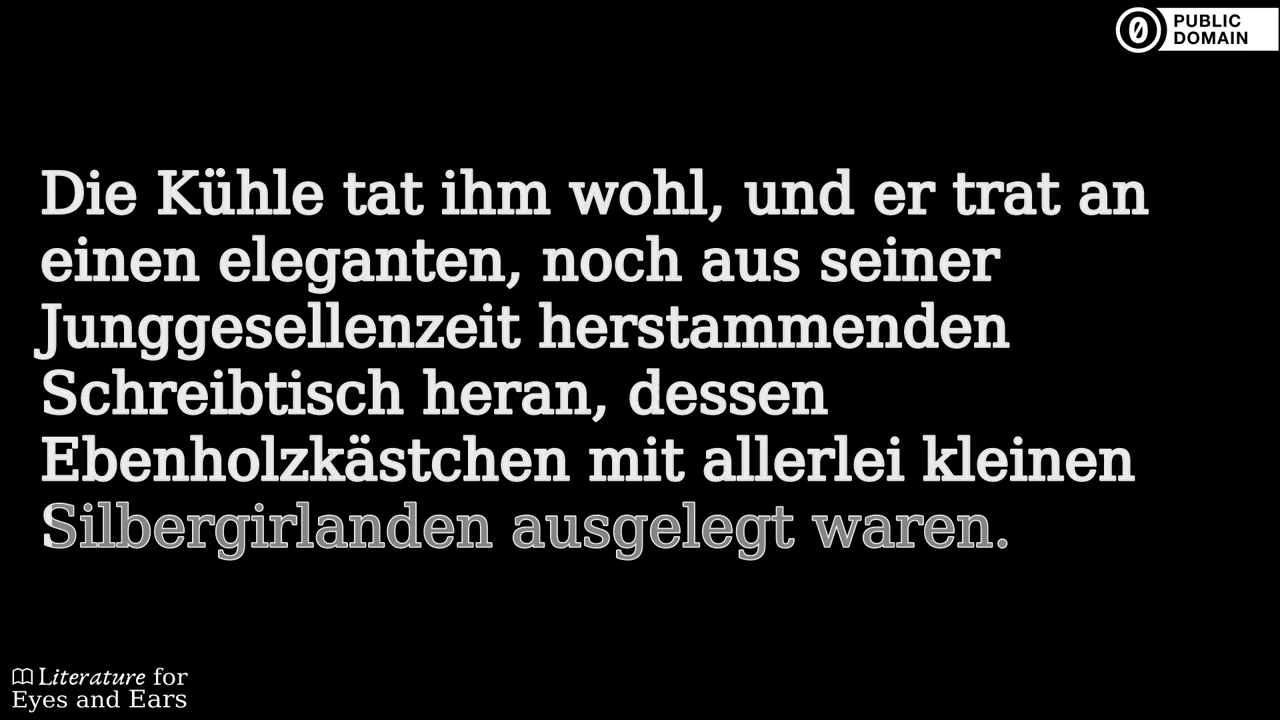 PUBLIC
DOMAIN
Die Kühle tat ihm wohl, und er trat an
einen eleganten, noch aus seiner
Junggesellenzeit herstammenden
Schreibtisch heran, dessen
Ebenholzkästchen mit allerlei kleinen
Silbergirlanden ausgelegt waren.
Literature for
Eyes and Ears